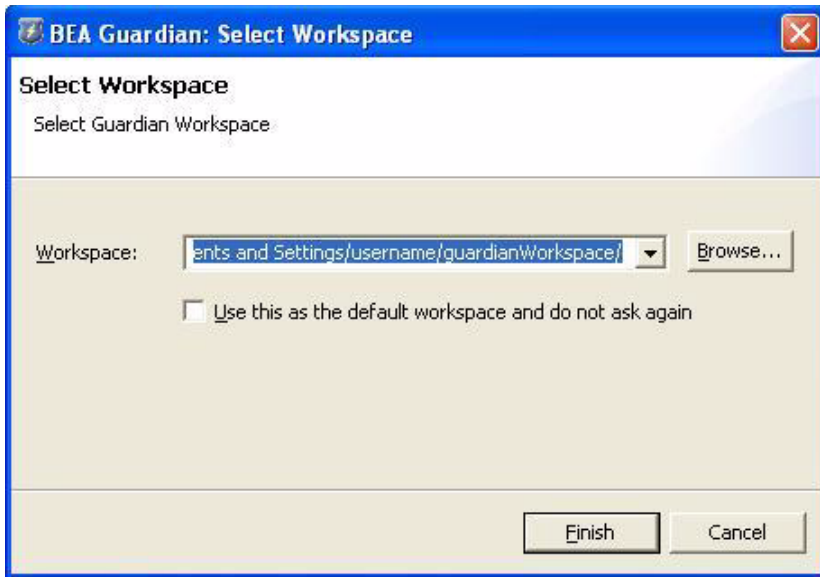 BEA Guardian: Select Workspace
Select Workspace
Select Guardian Workspace
Workspace: ents and Settings/username/guardianWorkspace/ Browse...
Use this as the default workspace and do not ask again
Finish Cancel